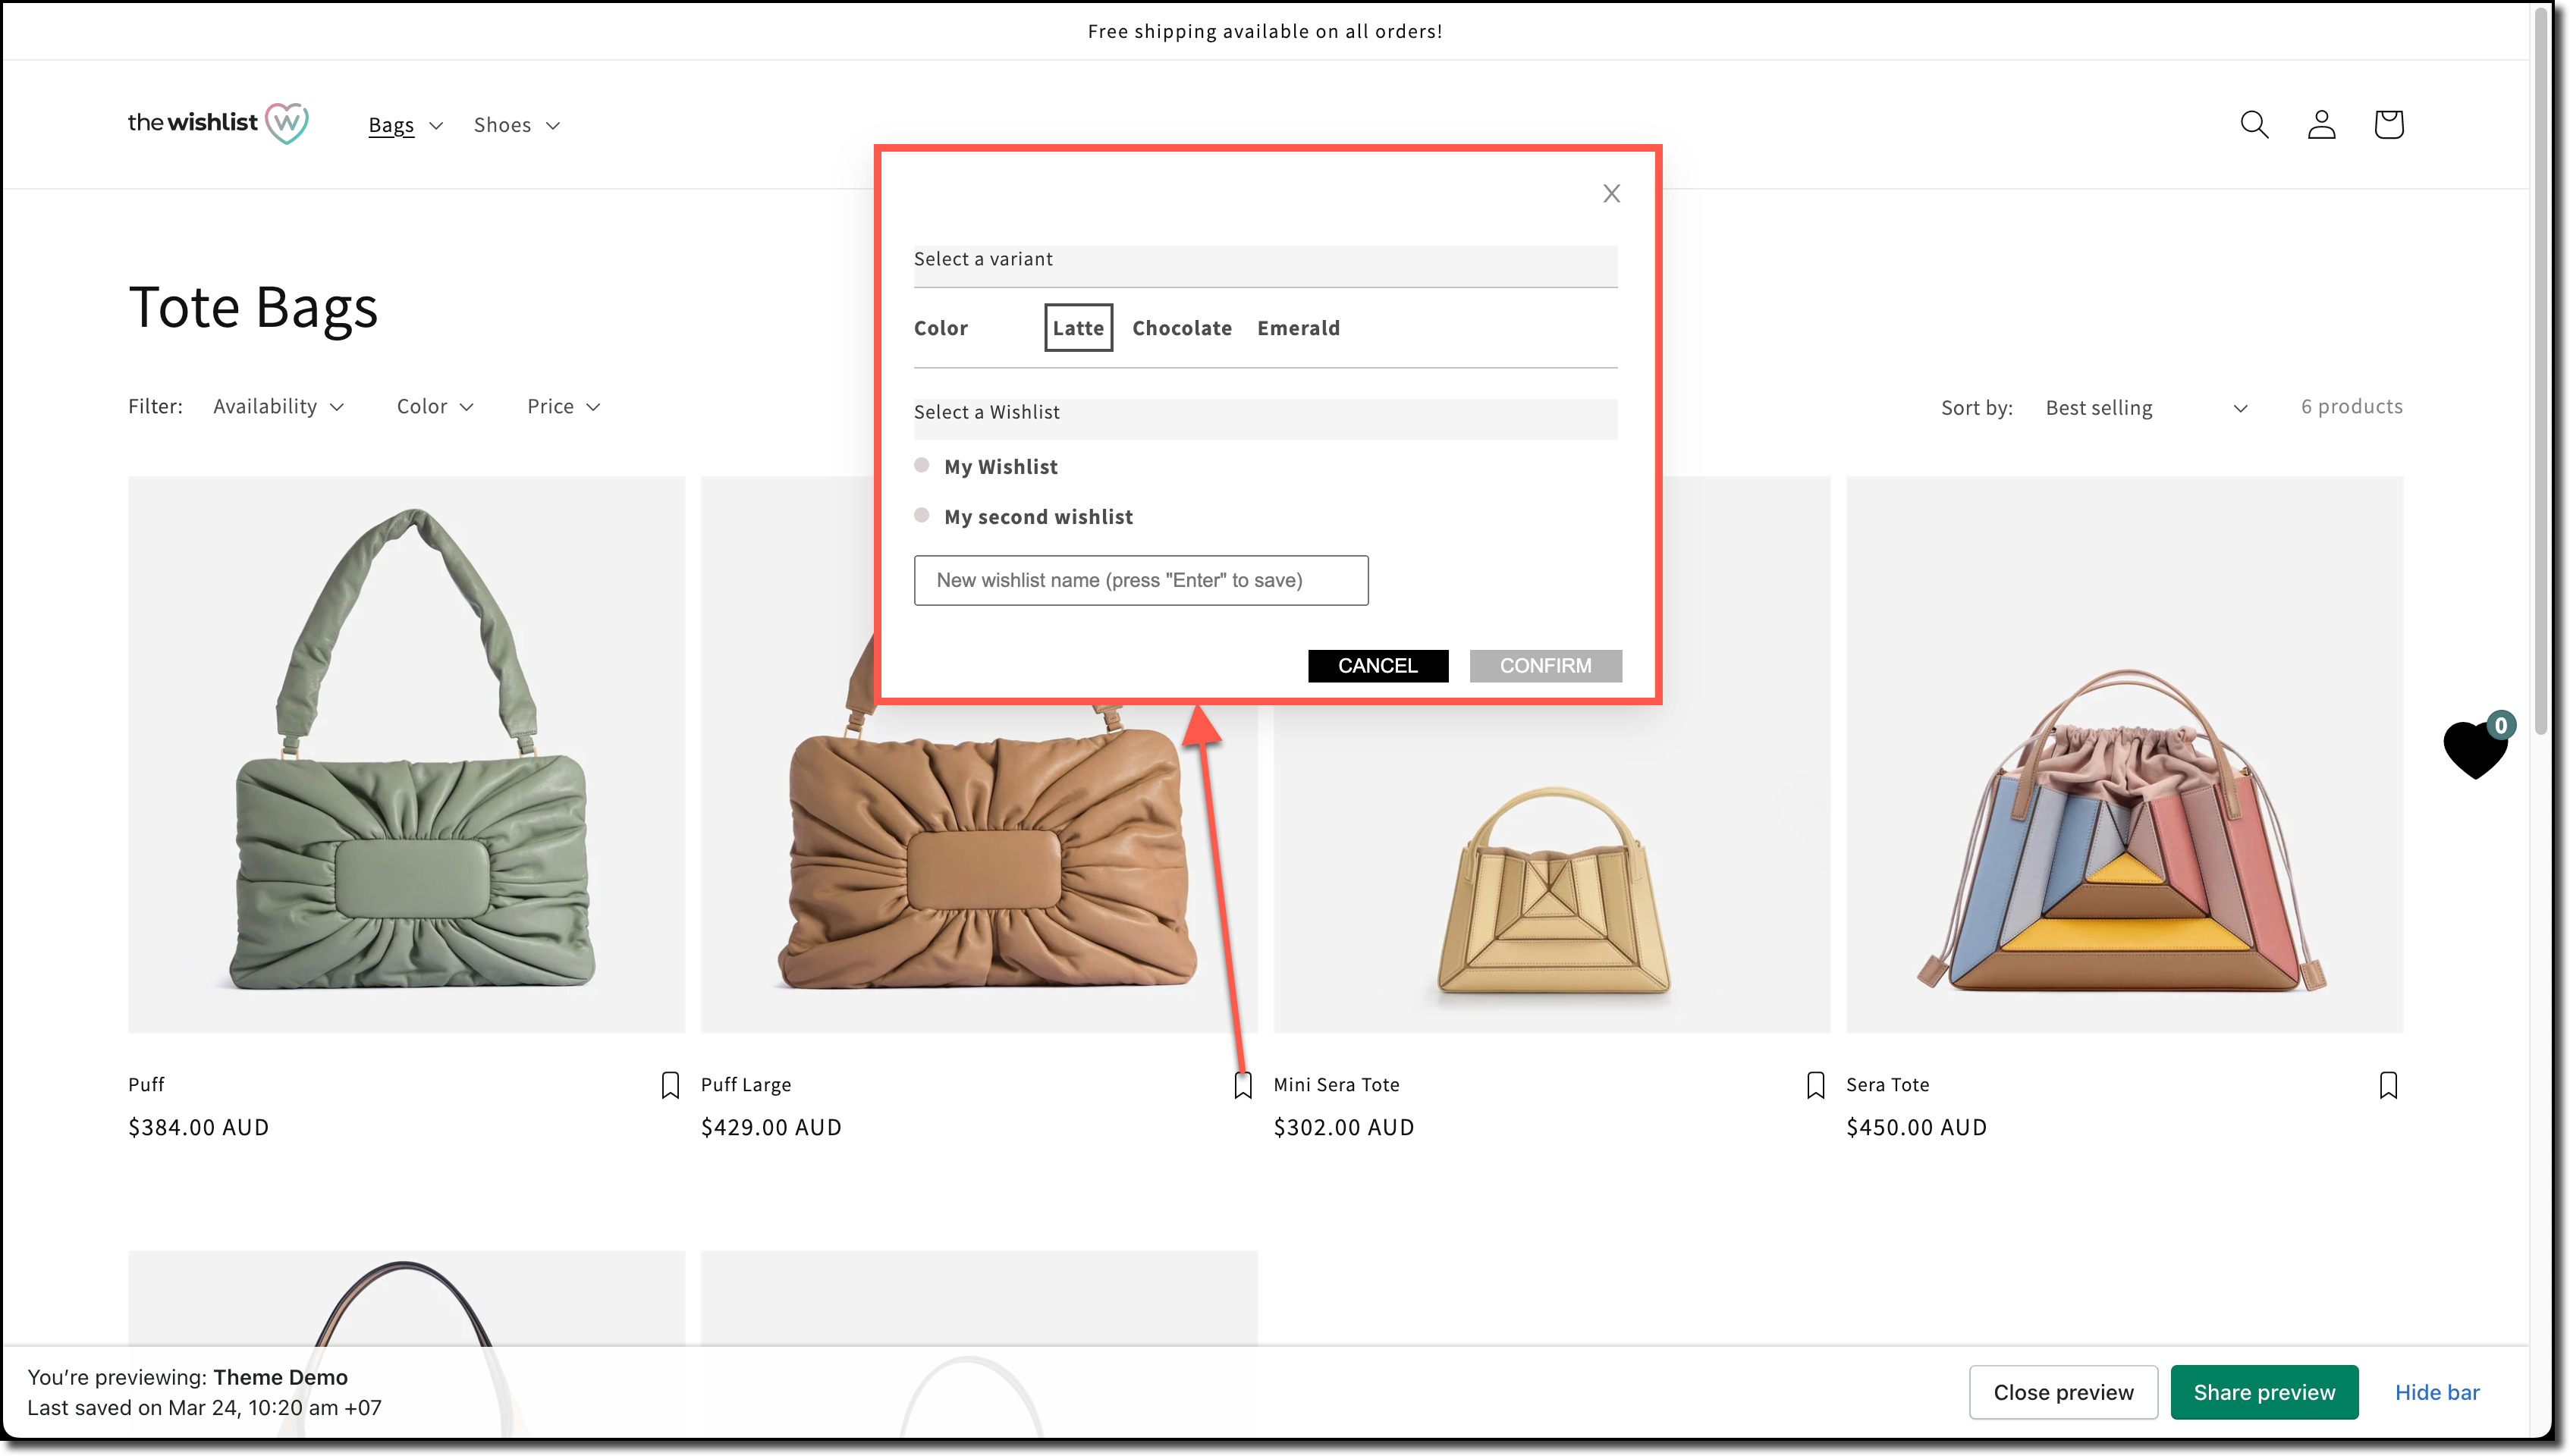 Free shipping available on all orders!
the wishlist W
Bags Shoes
X
Select a variant
Tote Bags
Color Latte Chocolate Emerald
Filter: Availability Color Price
Sort by: Best selling 6 products
Select a Wishlist
My Wishlist
My second wishlist
New wishlist name (press "Enter" to save)
CANCEL CONFIRM
0
Puff
$384.00 AUD
Puff Large
$429.00 AUD
Mini Sera Tote
$302.00 AUD
Sera Tote
$450.00 AUD
You’re previewing: Theme Demo
Last saved on Mar 24, 10:20 am +07
Close preview Share preview Hide bar